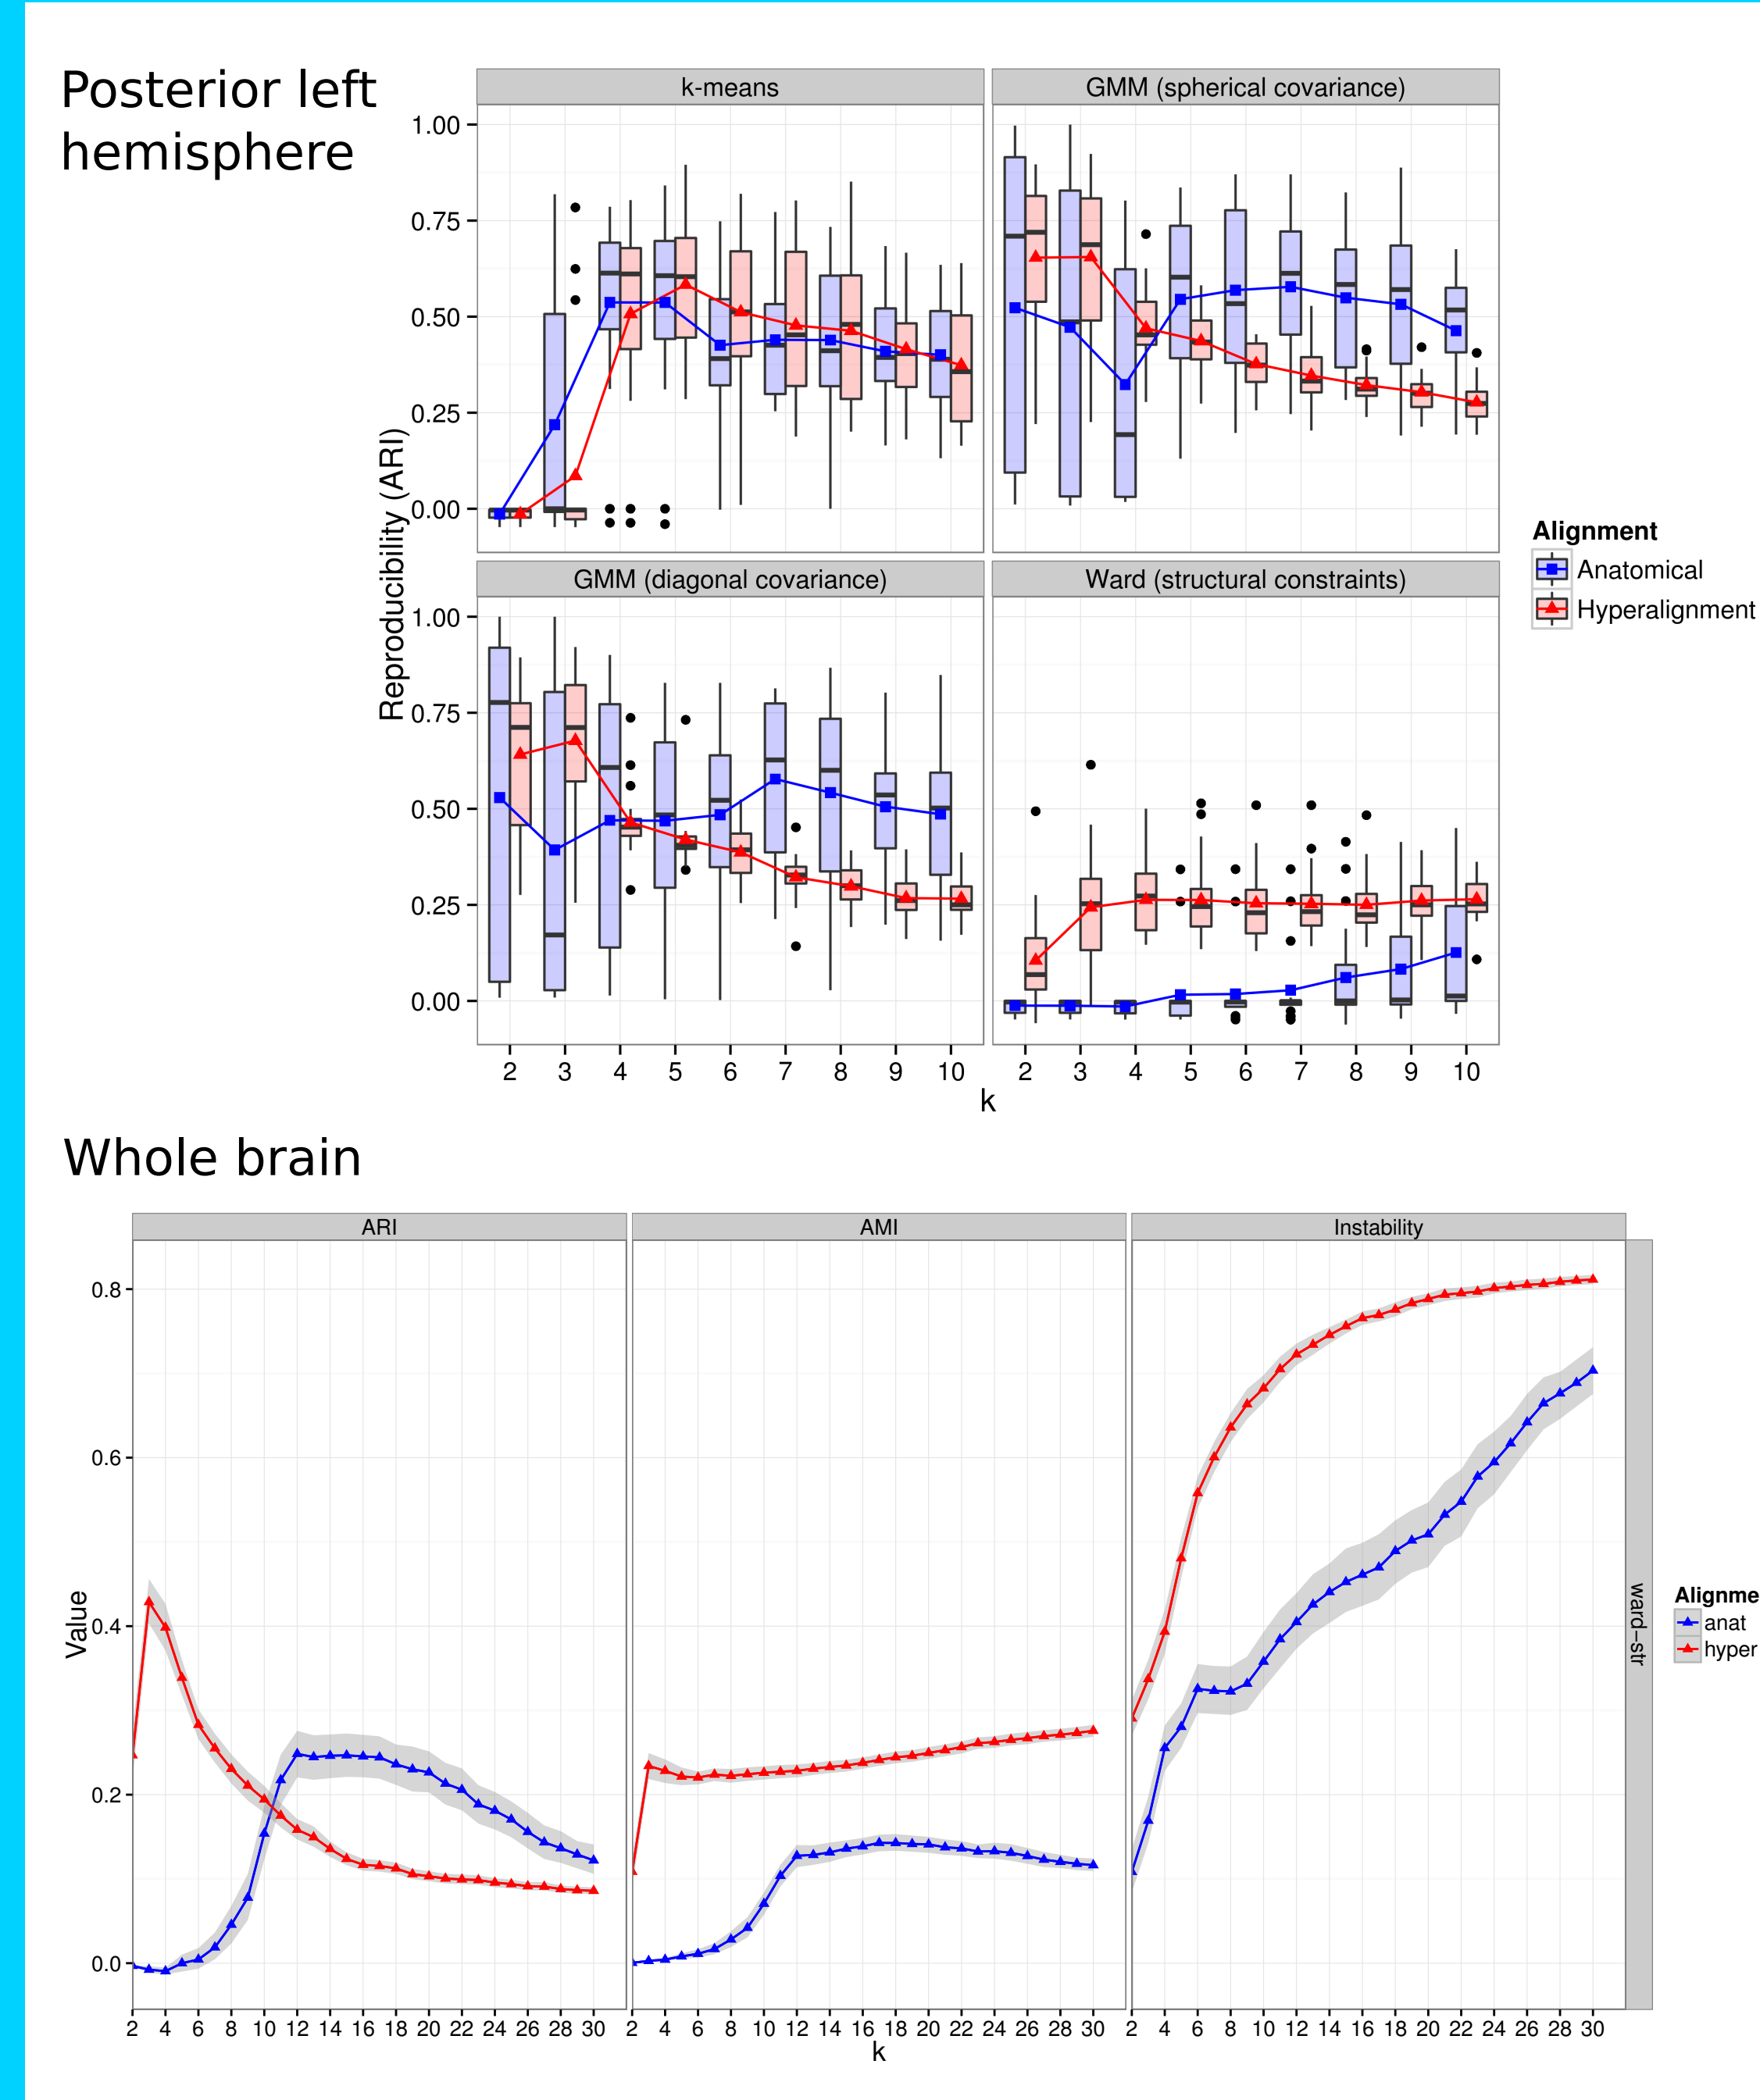 Posterior left
hemisphere
k-means
GMM (spherical covariance)
1.00
0.75
0.50
0.25
0.00
Reproducibility (ARI)
Alignment
Anatomical
Hyperalignment
GMM (diagonal covariance)
Ward (structural constraints)
1.00
0.75
0.50
0.25
0.00
2 3 4 5 6 7 8 9 10
2 3 4 5 6 7 8 9 10
k
Whole brain
ARI
AMI
Instability
0.8
0.6
0.4
0.2
0.0
Value
ward-str
Alignme
anat
hyper
2 4 6 8 10 12 14 16 18 20 22 24 26 28 30
2 4 6 8 10 12 14 16 18 20 22 24 26 28 30
2 4 6 8 10 12 14 16 18 20 22 24 26 28 30
k